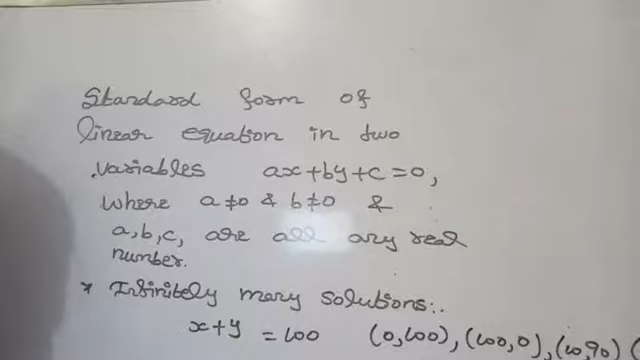 Standard form of
linear equation in two
variables ax+by+c=0,
where a≠0 & b≠0 &
a,b,c, are all any real
number.
* Infinitely many solutions:.
x+y = 100 (0,100), (100,0), (10,90) (